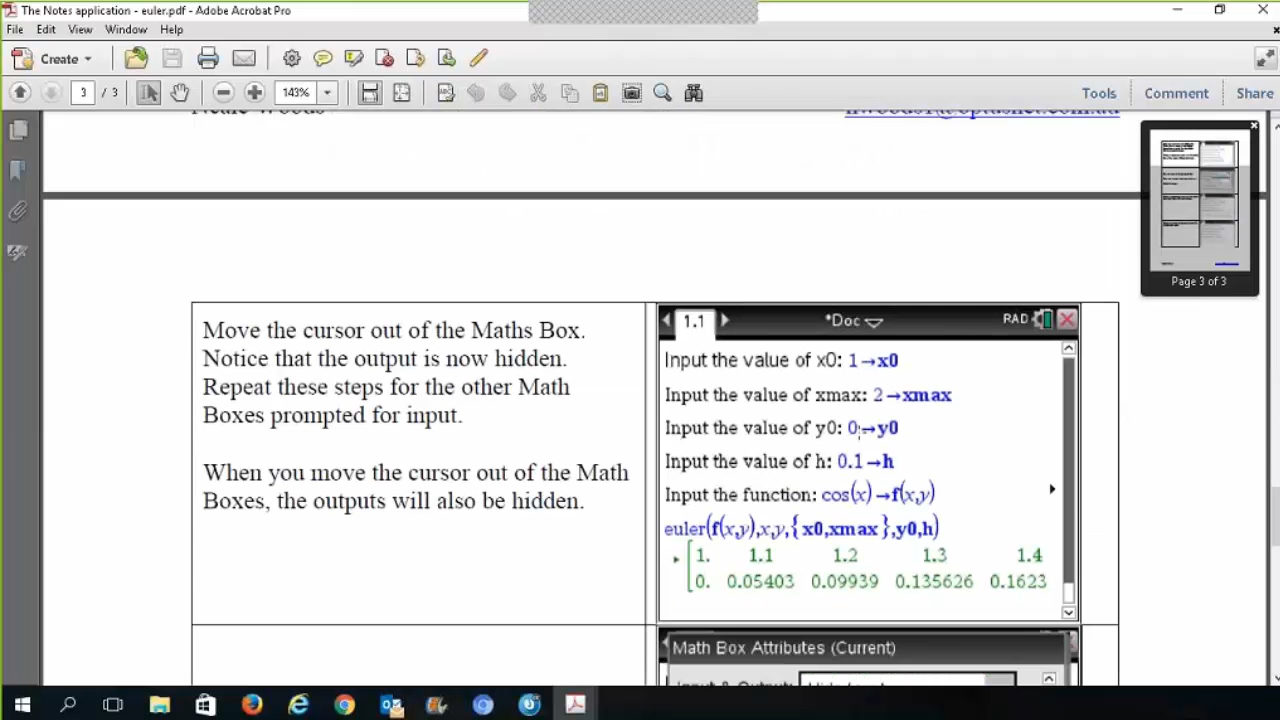 The Notes application - euler.pdf - Adobe Acrobat Pro
File Edit View Window Help
Create
3 / 3
143%
Tools Comment Share
Neale Woods
nwoods1@optusnet.com.au
Page 3 of 3
Move the cursor out of the Maths Box.
Notice that the output is now hidden.
Repeat these steps for the other Math
Boxes prompted for input.
When you move the cursor out of the Math
Boxes, the outputs will also be hidden.
1.1 *Doc RAD
Input the value of x0: 1→x0
Input the value of xmax: 2→xmax
Input the value of y0: 0→y0
Input the value of h: 0.1→h
Input the function: cos(x)→f(x,y)
euler(f(x,y),x,y,{x0,xmax},y0,h)
1. 1.1 1.2 1.3 1.4
0. 0.05403 0.09939 0.135626 0.1623
Math Box Attributes (Current)